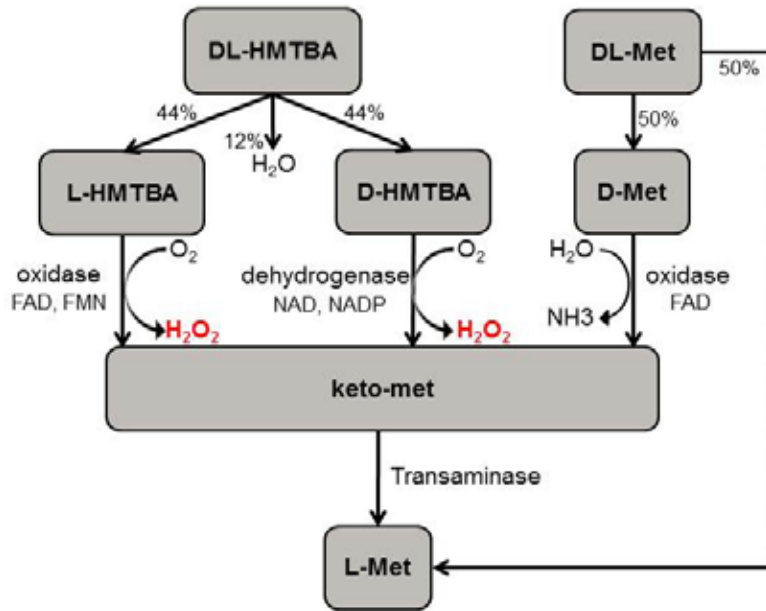 DL-HMTBA
DL-Met
50%
44%
44%
12%
H₂O
50%
L-HMTBA
D-HMTBA
D-Met
oxidase
FAD, FMN
O₂
H₂O₂
dehydrogenase
NAD, NADP
O₂
H₂O₂
H₂O
NH3
oxidase
FAD
keto-met
Transaminase
L-Met